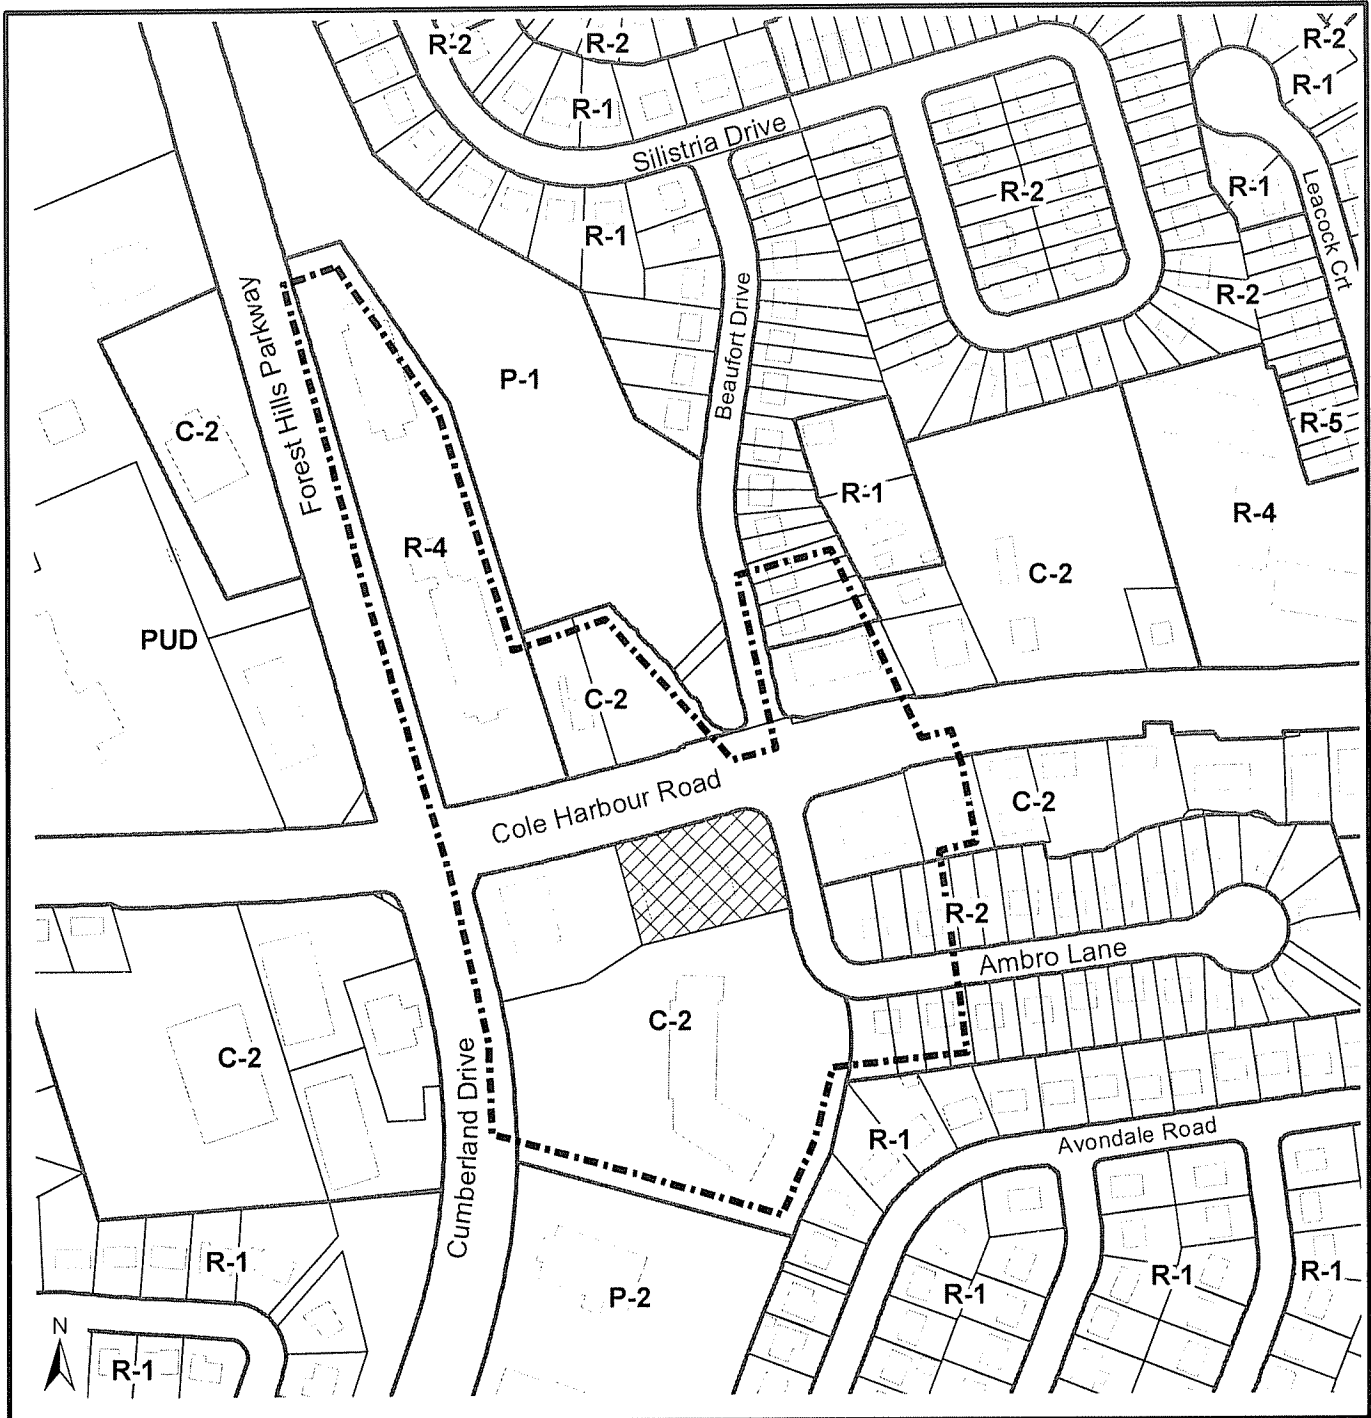 R-2
R-2
R-2
R-1
R-1
Silistria Drive
R-2
R-1
Leacock Crt
R-1
Forest Hills Parkway
Beaufort Drive
R-2
P-1
C-2
R-5
R-1
R-4
R-4
C-2
PUD
C-2
Cole Harbour Road
C-2
R-2
Ambro Lane
C-2
C-2
Cumberland Drive
R-1
Avondale Road
R-1
R-1
R-1
R-1
P-2
N
R-1